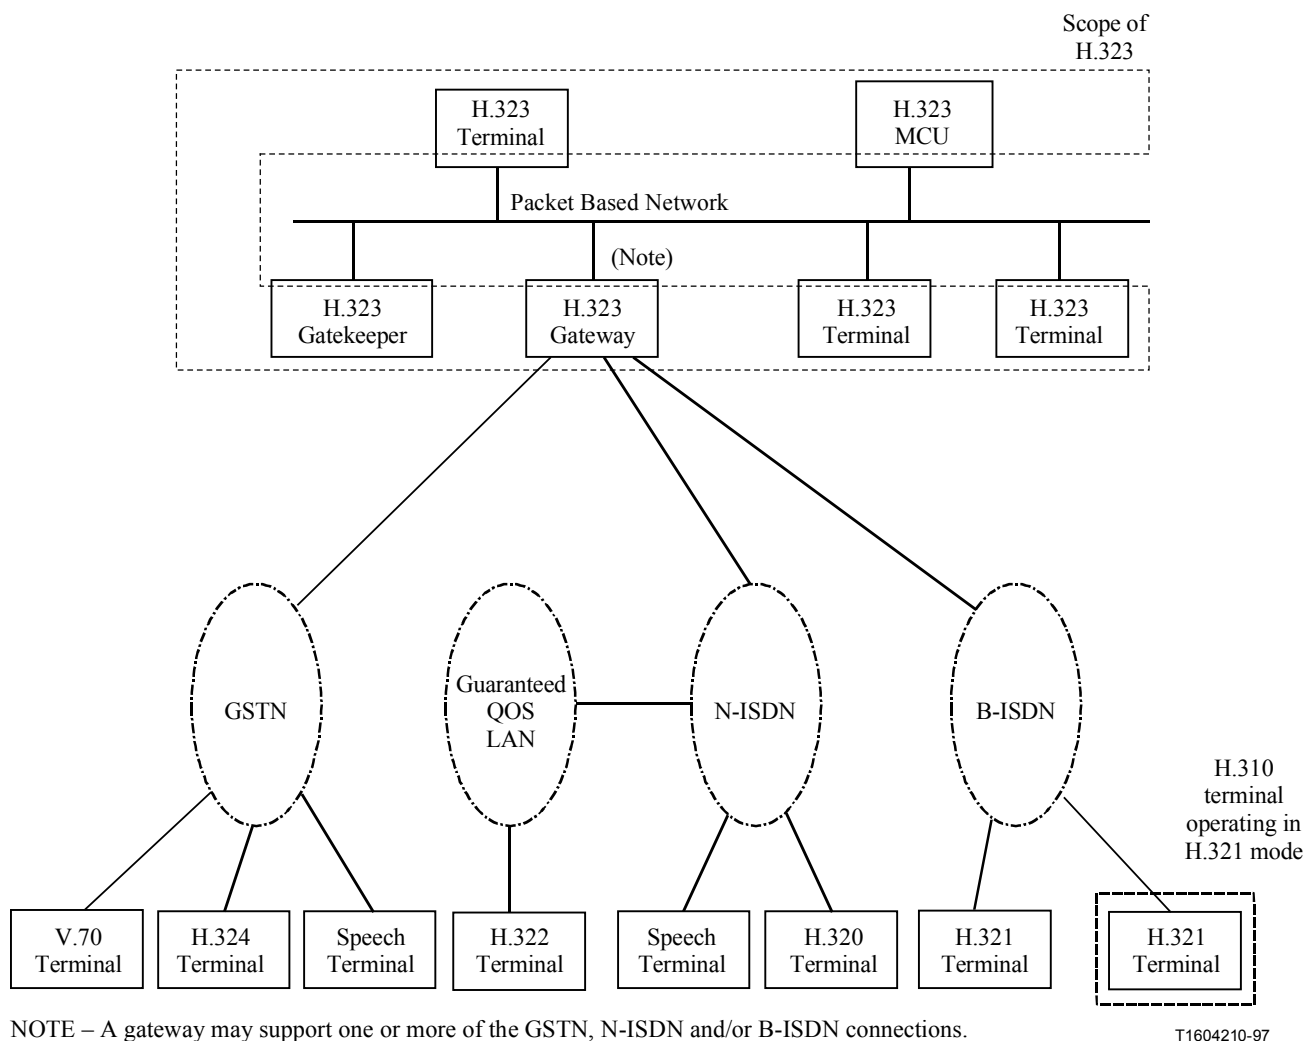 Scope of
H.323
H.323
Terminal
H.323
MCU
Packet Based Network
(Note)
H.323
Gatekeeper
H.323
Gateway
H.323
Terminal
H.323
Terminal
GSTN
Guaranteed
QOS
LAN
N-ISDN
B-ISDN
H.310
terminal
operating in
H.321 mode
V.70
Terminal
H.324
Terminal
Speech
Terminal
H.322
Terminal
Speech
Terminal
H.320
Terminal
H.321
Terminal
H.321
Terminal
NOTE – A gateway may support one or more of the GSTN, N-ISDN and/or B-ISDN connections.
T1604210-97